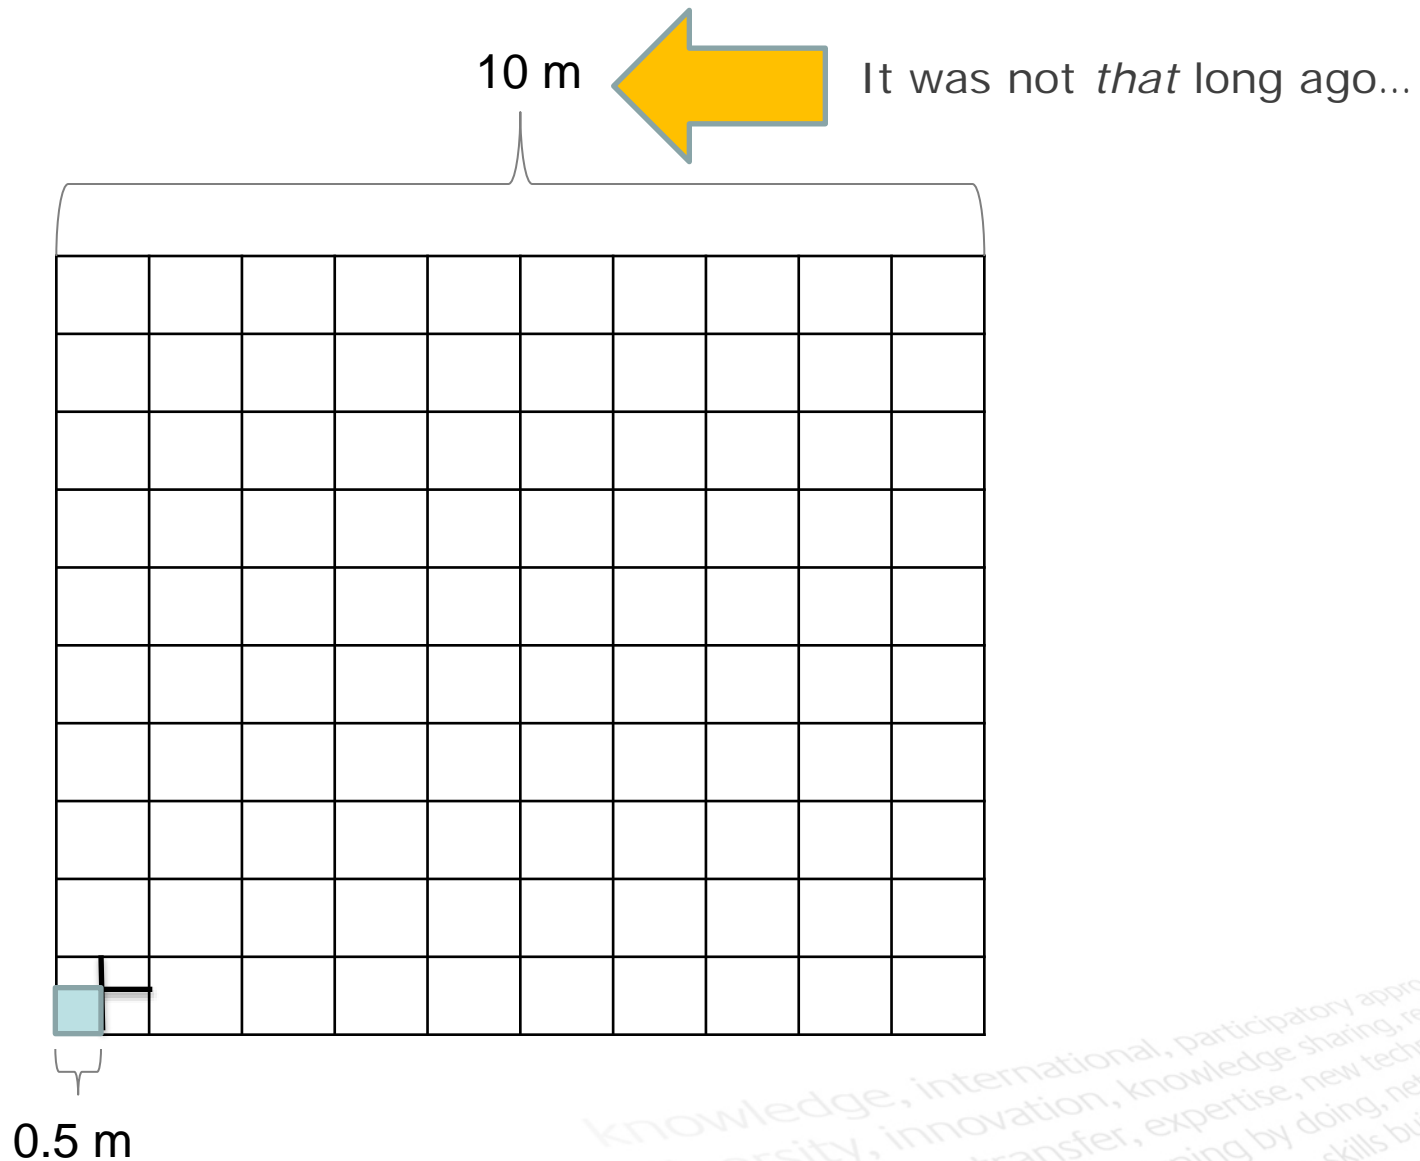 10 m
It was not that long ago...
0.5 m
knowledge, international, participatory
innovation, knowledge sharing,
expertise, new
by doing,
skills